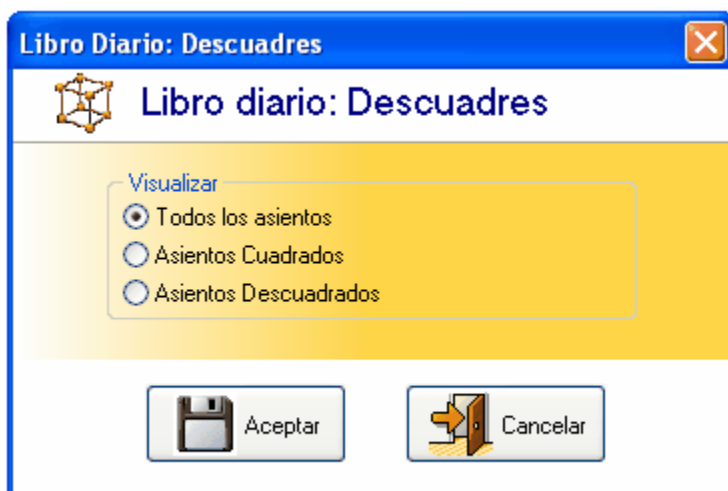 Libro Diario: Descuadres
Libro diario: Descuadres
Visualizar
Todos los asientos
Asientos Cuadrados
Asientos Descuadrados
Aceptar
Cancelar